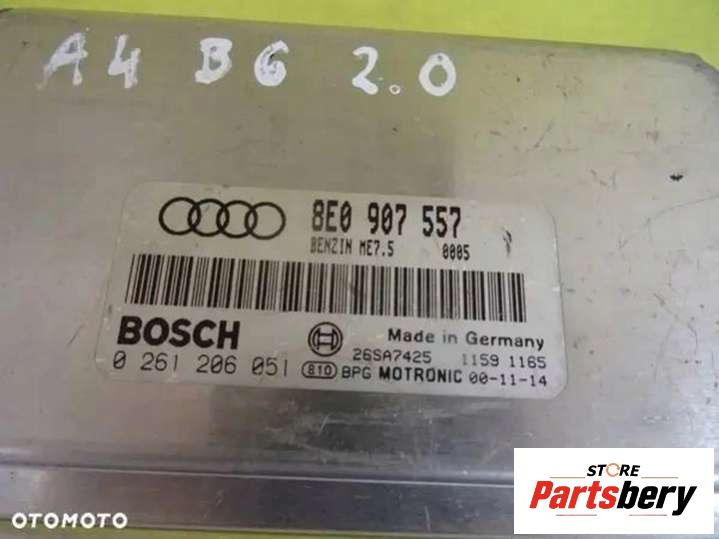 A4 B6 2.0
8E0 907 557
BENZIN ME7.5 0005
BOSCH
Made in Germany
0 261 206 051
26SA7425 1159 1165
810 BPG MOTRONIC 00-11-14
OTOMOTO
STORE
Partsbery